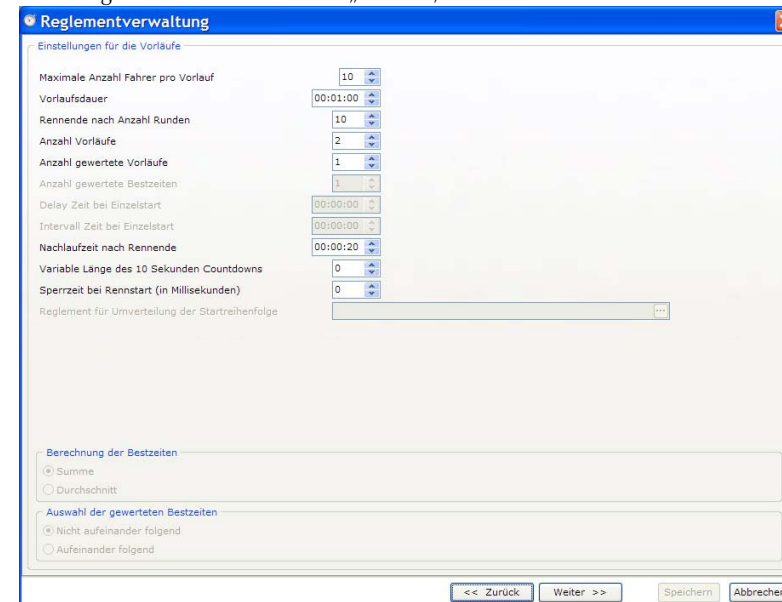 Reglementverwaltung
Einstellungen für die Vorläufe
Maximale Anzahl Fahrer pro Vorlauf 10
Vorlaufsdauer 00:01:00
Rennende nach Anzahl Runden 10
Anzahl Vorläufe 2
Anzahl gewertete Vorläufe 1
Anzahl gewertete Bestzeiten 1
Delay Zeit bei Einzelstart 00:00:00
Intervall Zeit bei Einzelstart 00:00:00
Nachlaufzeit nach Rennende 00:00:20
Variable Länge des 10 Sekunden Countdowns 0
Sperrzeit bei Rennstart (in Millisekunden) 0
Reglement für Umverteilung der Startreihenfolge ...
Berechnung der Bestzeiten
Summe
Durchschnitt
Auswahl der gewerteten Bestzeiten
Nicht aufeinander folgend
Aufeinander folgend
<< Zurück Weiter >> Speichern Abbreche